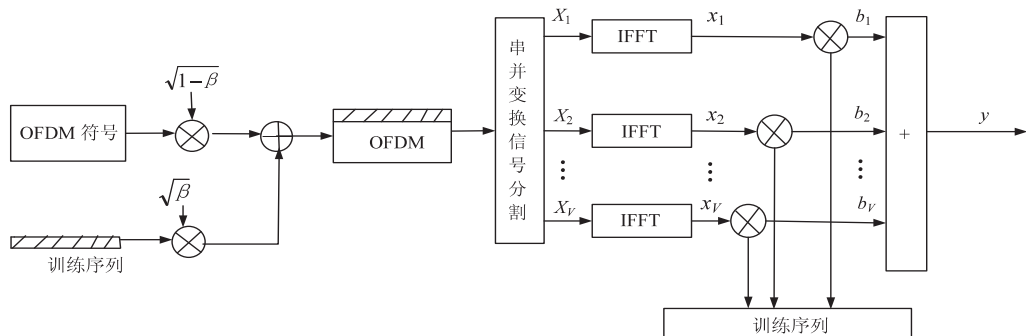 √1−β
OFDM 符号
√β
训练序列
OFDM
串并变换信号分割
X1
IFFT
x1
b1
X2
IFFT
x2
b2
…
…
…
XV
IFFT
xV
bV
+
y
训练序列